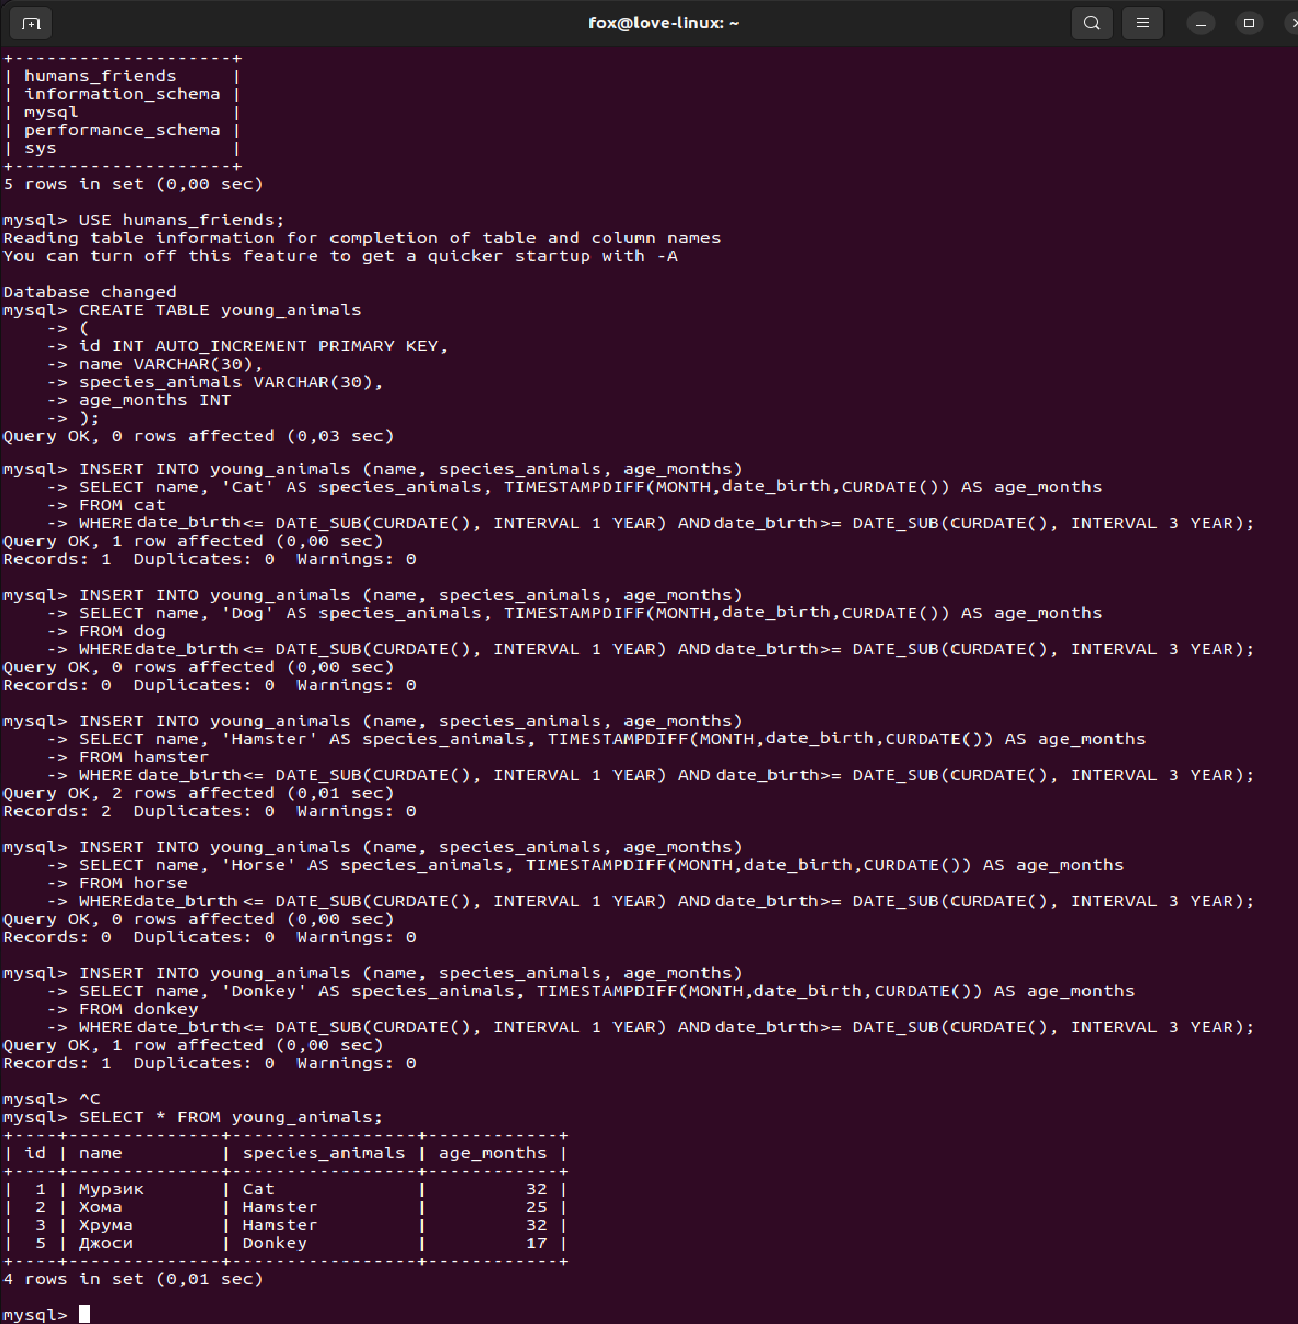 fox@love-linux: ~
+--------------------+
| humans_friends     |
| information_schema |
| mysql              |
| performance_schema |
| sys                |
+--------------------+
5 rows in set (0,00 sec)
mysql> USE humans_friends;
Reading table information for completion of table and column names
You can turn off this feature to get a quicker startup with -A
Database changed
mysql> CREATE TABLE young_animals
    -> (
    -> id INT AUTO_INCREMENT PRIMARY KEY,
    -> name VARCHAR(30),
    -> species_animals VARCHAR(30),
    -> age_months INT
    -> );
Query OK, 0 rows affected (0,03 sec)
mysql> INSERT INTO young_animals (name, species_animals, age_months)
    -> SELECT name, 'Cat' AS species_animals, TIMESTAMPDIFF(MONTH,date_birth,CURDATE()) AS age_months
    -> FROM cat
    -> WHERE date_birth<= DATE_SUB(CURDATE(), INTERVAL 1 YEAR) AND date_birth>= DATE_SUB(CURDATE(), INTERVAL 3 YEAR);
Query OK, 1 row affected (0,00 sec)
Records: 1  Duplicates: 0  Warnings: 0
mysql> INSERT INTO young_animals (name, species_animals, age_months)
    -> SELECT name, 'Dog' AS species_animals, TIMESTAMPDIFF(MONTH,date_birth,CURDATE()) AS age_months
    -> FROM dog
    -> WHERE date_birth <= DATE_SUB(CURDATE(), INTERVAL 1 YEAR) AND date_birth>= DATE_SUB(CURDATE(), INTERVAL 3 YEAR);
Query OK, 0 rows affected (0,00 sec)
Records: 0  Duplicates: 0  Warnings: 0
mysql> INSERT INTO young_animals (name, species_animals, age_months)
    -> SELECT name, 'Hamster' AS species_animals, TIMESTAMPDIFF(MONTH,date_birth,CURDATE()) AS age_months
    -> FROM hamster
    -> WHERE date_birth<= DATE_SUB(CURDATE(), INTERVAL 1 YEAR) AND date_birth>= DATE_SUB(CURDATE(), INTERVAL 3 YEAR);
Query OK, 2 rows affected (0,01 sec)
Records: 2  Duplicates: 0  Warnings: 0
mysql> INSERT INTO young_animals (name, species_animals, age_months)
    -> SELECT name, 'Horse' AS species_animals, TIMESTAMPDIFF(MONTH,date_birth,CURDATE()) AS age_months
    -> FROM horse
    -> WHERE date_birth <= DATE_SUB(CURDATE(), INTERVAL 1 YEAR) AND date_birth>= DATE_SUB(CURDATE(), INTERVAL 3 YEAR);
Query OK, 0 rows affected (0,00 sec)
Records: 0  Duplicates: 0  Warnings: 0
mysql> INSERT INTO young_animals (name, species_animals, age_months)
    -> SELECT name, 'Donkey' AS species_animals, TIMESTAMPDIFF(MONTH,date_birth,CURDATE()) AS age_months
    -> FROM donkey
    -> WHERE date_birth<= DATE_SUB(CURDATE(), INTERVAL 1 YEAR) AND date_birth>= DATE_SUB(CURDATE(), INTERVAL 3 YEAR);
Query OK, 1 row affected (0,00 sec)
Records: 1  Duplicates: 0  Warnings: 0
mysql> ^C
mysql> SELECT * FROM young_animals;
+----+--------------+-----------------+------------+
| id | name         | species_animals | age_months |
+----+--------------+-----------------+------------+
|  1 | Мурзик       | Cat             |         32 |
|  2 | Хома         | Hamster         |         25 |
|  3 | Хрума        | Hamster         |         32 |
|  5 | Джоси        | Donkey          |         17 |
+----+--------------+-----------------+------------+
4 rows in set (0,01 sec)
mysql>